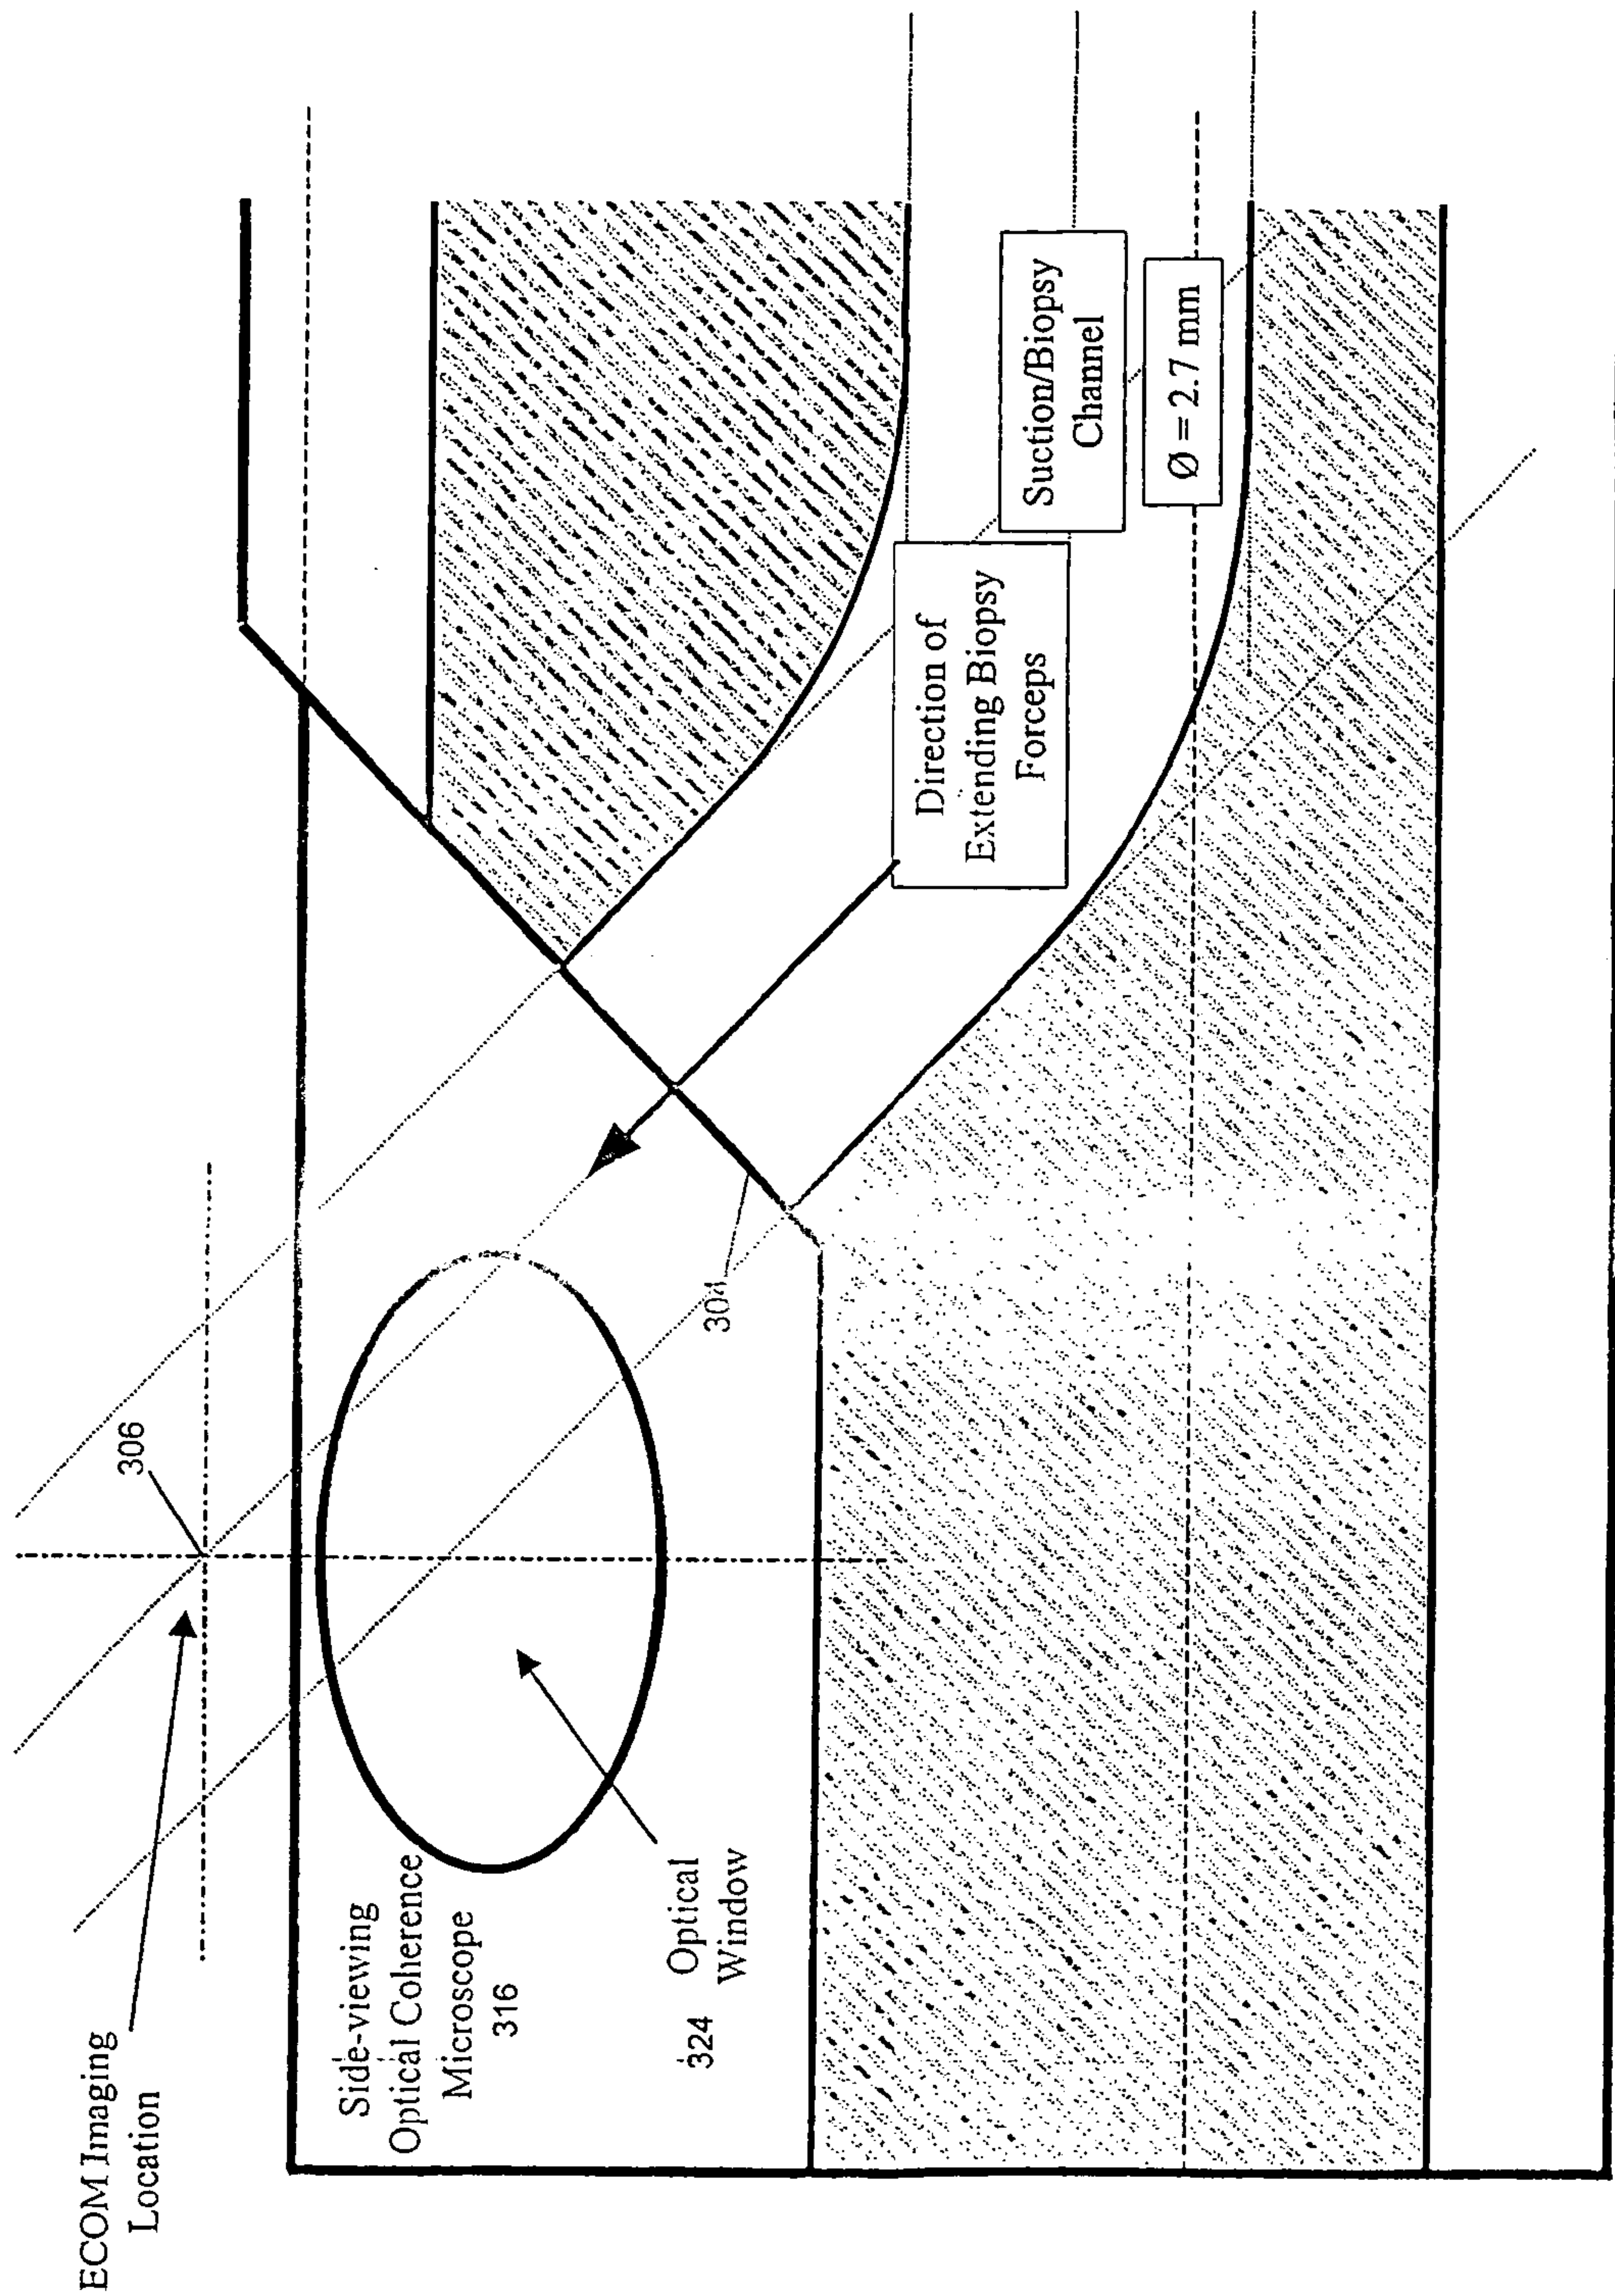 ECOM Imaging
Location
306
Side-viewing
Optical Coherence
Microscope
316
324
Optical
Window
304
Direction of
Extending Biopsy
Forceps
Suction/Biopsy
Channel
Ø = 2.7 mm